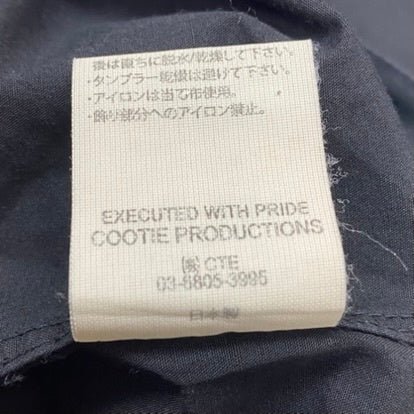 後は直ちに脱水/乾燥して下さい。
・タンブラー乾燥は避けて下さい。
・アイロンは当て布使用。
・飾り部分へのアイロン禁止。
EXECUTED WITH PRIDE
COOTIE PRODUCTIONS
㈱ CTE
03-6805-3995
日本製